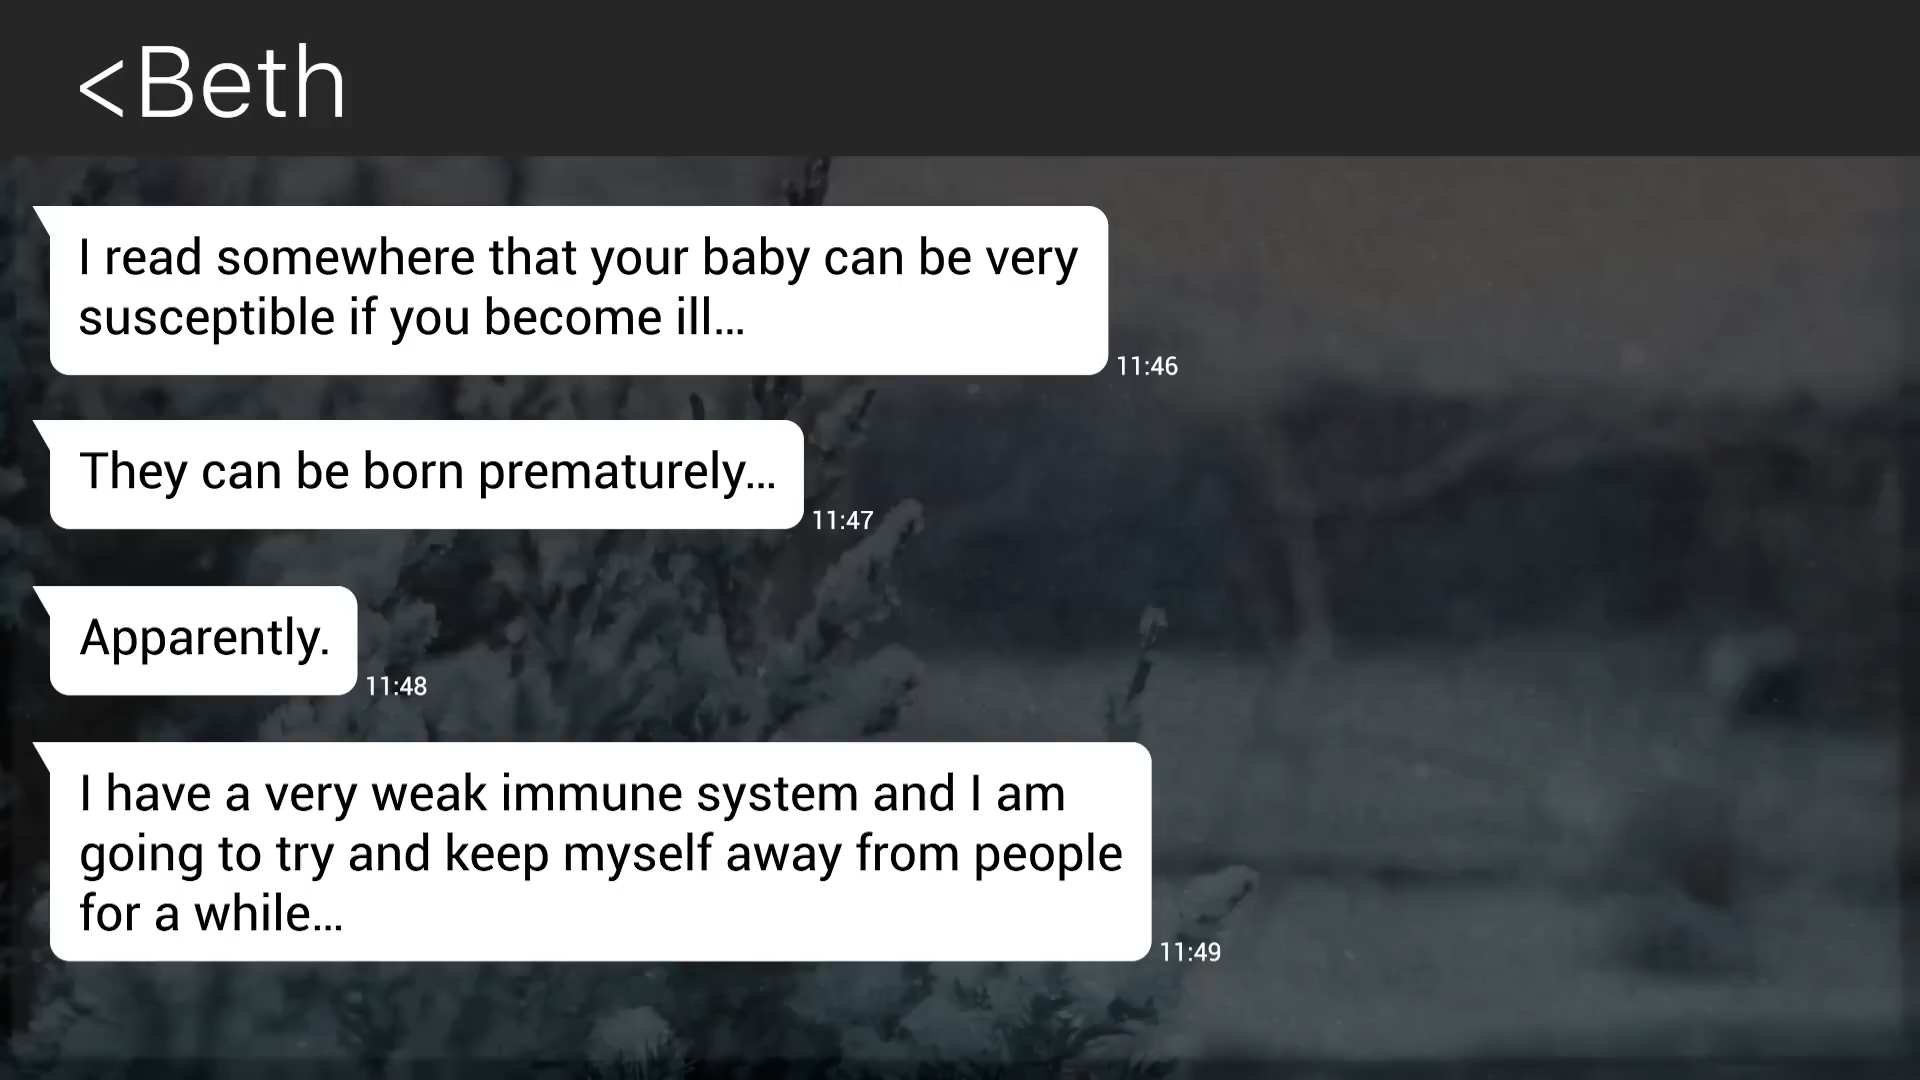 <Beth
I read somewhere that your baby can be very
susceptible if you become ill...
11:46
They can be born prematurely...
11:47
Apparently.
11:48
I have a very weak immune system and I am
going to try and keep myself away from people
for a while...
11:49